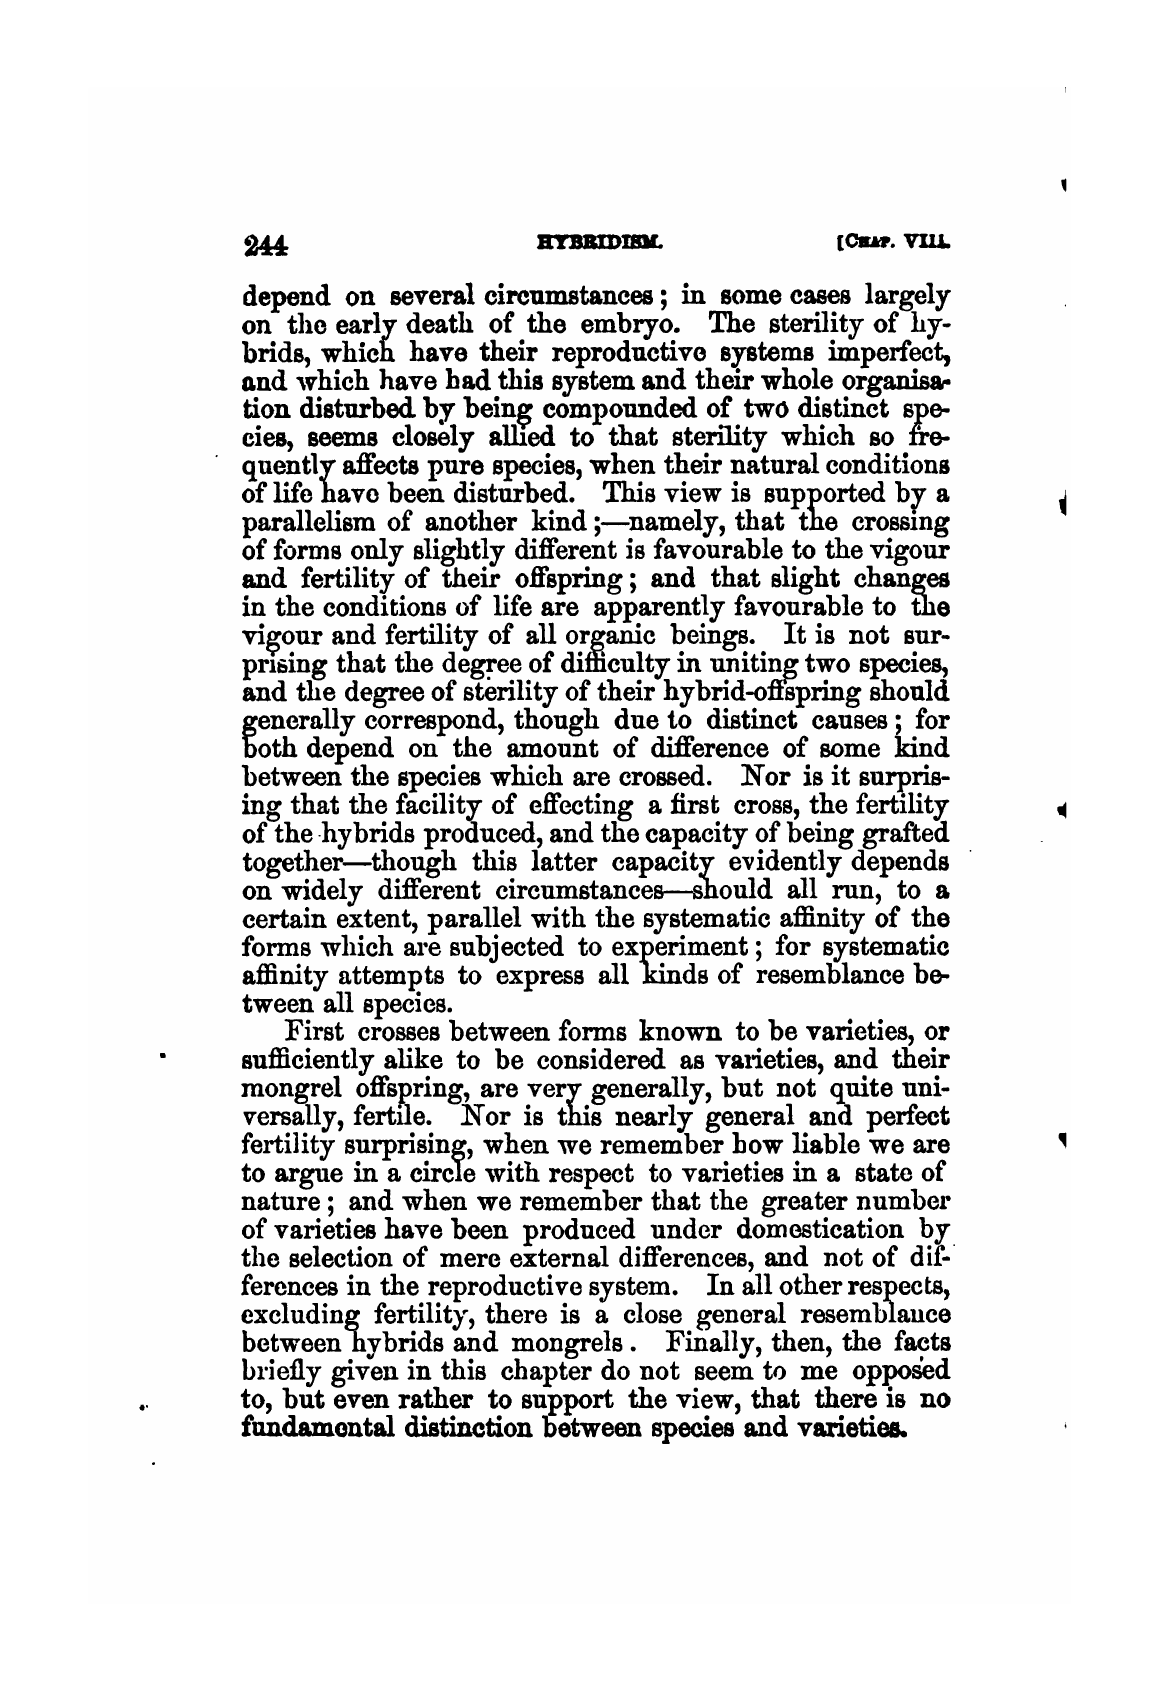 244 HYBRIDISM. [CHAP. VIII.
depend on several circumstances; in some cases largely
on the early death of the embryo. The sterility of hy-
brids, which have their reproductive systems imperfect,
and which have had this system and their whole organisa-
tion disturbed by being compounded of two distinct spe-
cies, seems closely allied to that sterility which so fre-
quently affects pure species, when their natural conditions
of life have been disturbed. This view is supported by a
parallelism of another kind;—namely, that the crossing
of forms only slightly different is favourable to the vigour
and fertility of their offspring; and that slight changes
in the conditions of life are apparently favourable to the
vigour and fertility of all organic beings. It is not sur-
prising that the degree of difficulty in uniting two species,
and the degree of sterility of their hybrid-offspring should
generally correspond, though due to distinct causes; for
both depend on the amount of difference of some kind
between the species which are crossed. Nor is it surpris-
ing that the facility of effecting a first cross, the fertility
of the hybrids produced, and the capacity of being grafted
together—though this latter capacity evidently depends
on widely different circumstances—should all run, to a
certain extent, parallel with the systematic affinity of the
forms which are subjected to experiment; for systematic
affinity attempts to express all kinds of resemblance be-
tween all species.
First crosses between forms known to be varieties, or
sufficiently alike to be considered as varieties, and their
mongrel offspring, are very generally, but not quite uni-
versally, fertile. Nor is this nearly general and perfect
fertility surprising, when we remember how liable we are
to argue in a circle with respect to varieties in a state of
nature; and when we remember that the greater number
of varieties have been produced under domestication by
the selection of mere external differences, and not of dif-
ferences in the reproductive system. In all other respects,
excluding fertility, there is a close general resemblance
between hybrids and mongrels. Finally, then, the facts
briefly given in this chapter do not seem to me opposed
to, but even rather to support the view, that there is no
fundamental distinction between species and varieties.